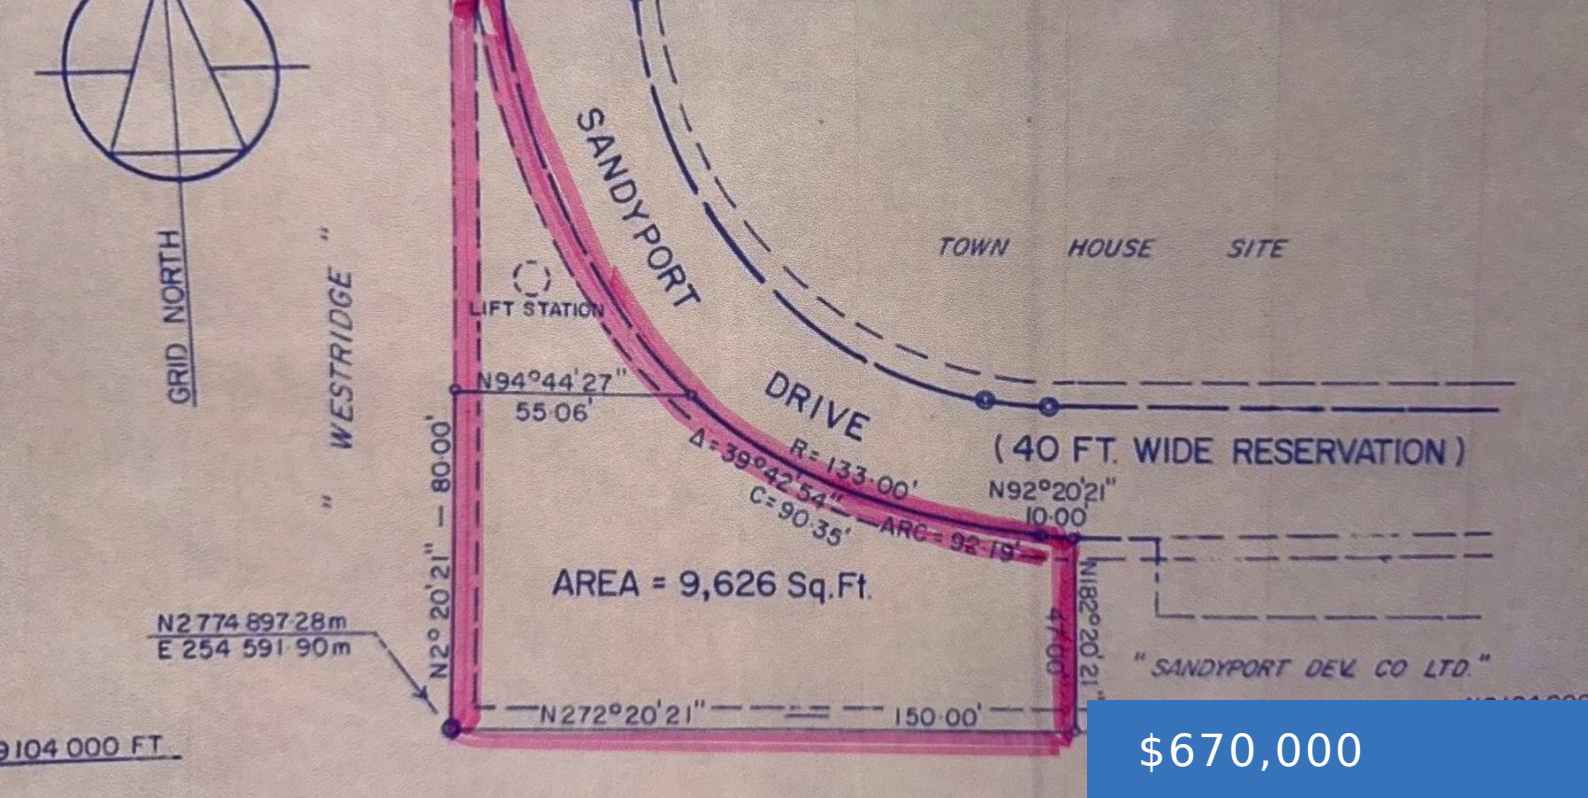 GRID NORTH
" WESTRIDGE "
SANDYPORT
DRIVE
TOWN HOUSE SITE
LIFT STATION
N94°44'27"
55·06'
(40 FT. WIDE RESERVATION)
R=133·00'
Δ=39°42'54"
C=90·35'
ARC=92·19'
N92°20'21"
10·00'
N2°20'21" — 80·00'
AREA = 9,626 Sq.Ft.
N2 774 897·28m
E 254 591·90m
N182°20'21"
47·00'
"SANDYPORT DEV. CO LTD."
N272°20'21"
150·00'
9104 000 FT
$670,000